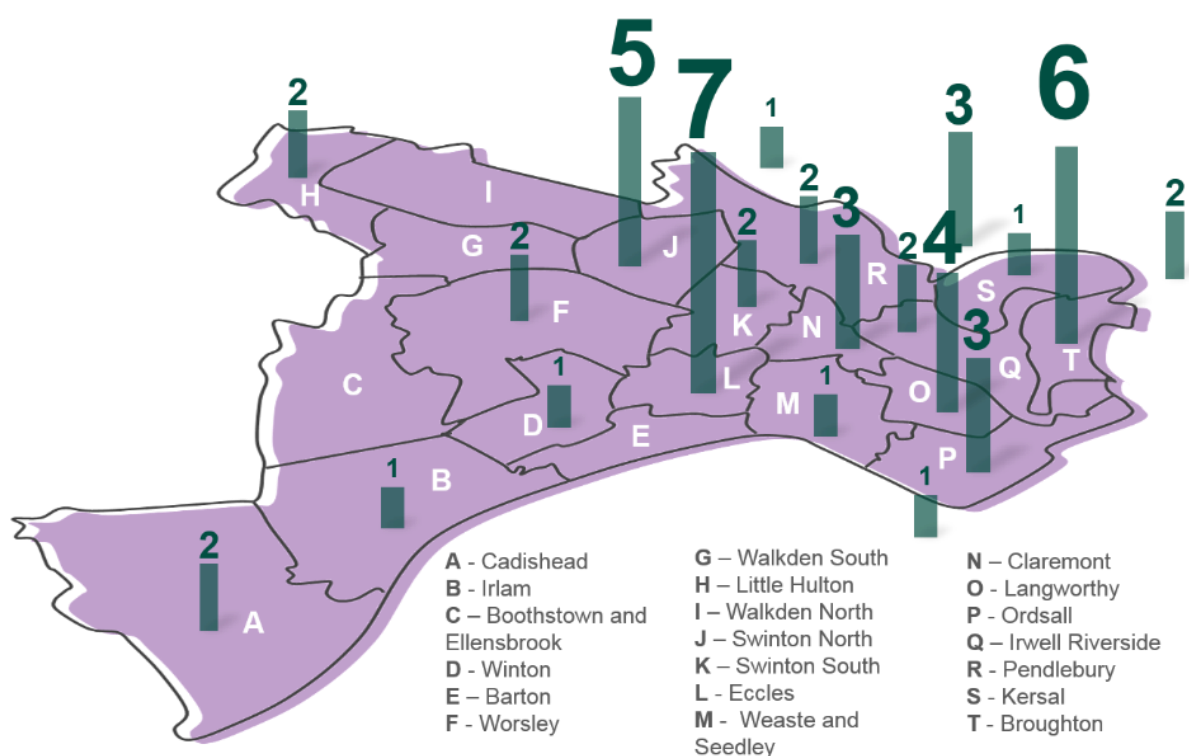 5
7
6
2
1
3
2
H
I
2
3
1
2
G
2
J
2
R
2
4
S
F
K
N
3
Q
T
C
1
L
M
1
O
D
E
P
B
1
1
2
A
A - Cadishead
B - Irlam
C – Boothstown and
Ellensbrook
D - Winton
E – Barton
F - Worsley
G – Walkden South
H – Little Hulton
I – Walkden North
J – Swinton North
K – Swinton South
L - Eccles
M - Weaste and
Seedley
N – Claremont
O - Langworthy
P - Ordsall
Q – Irwell Riverside
R - Pendlebury
S - Kersal
T – Broughton